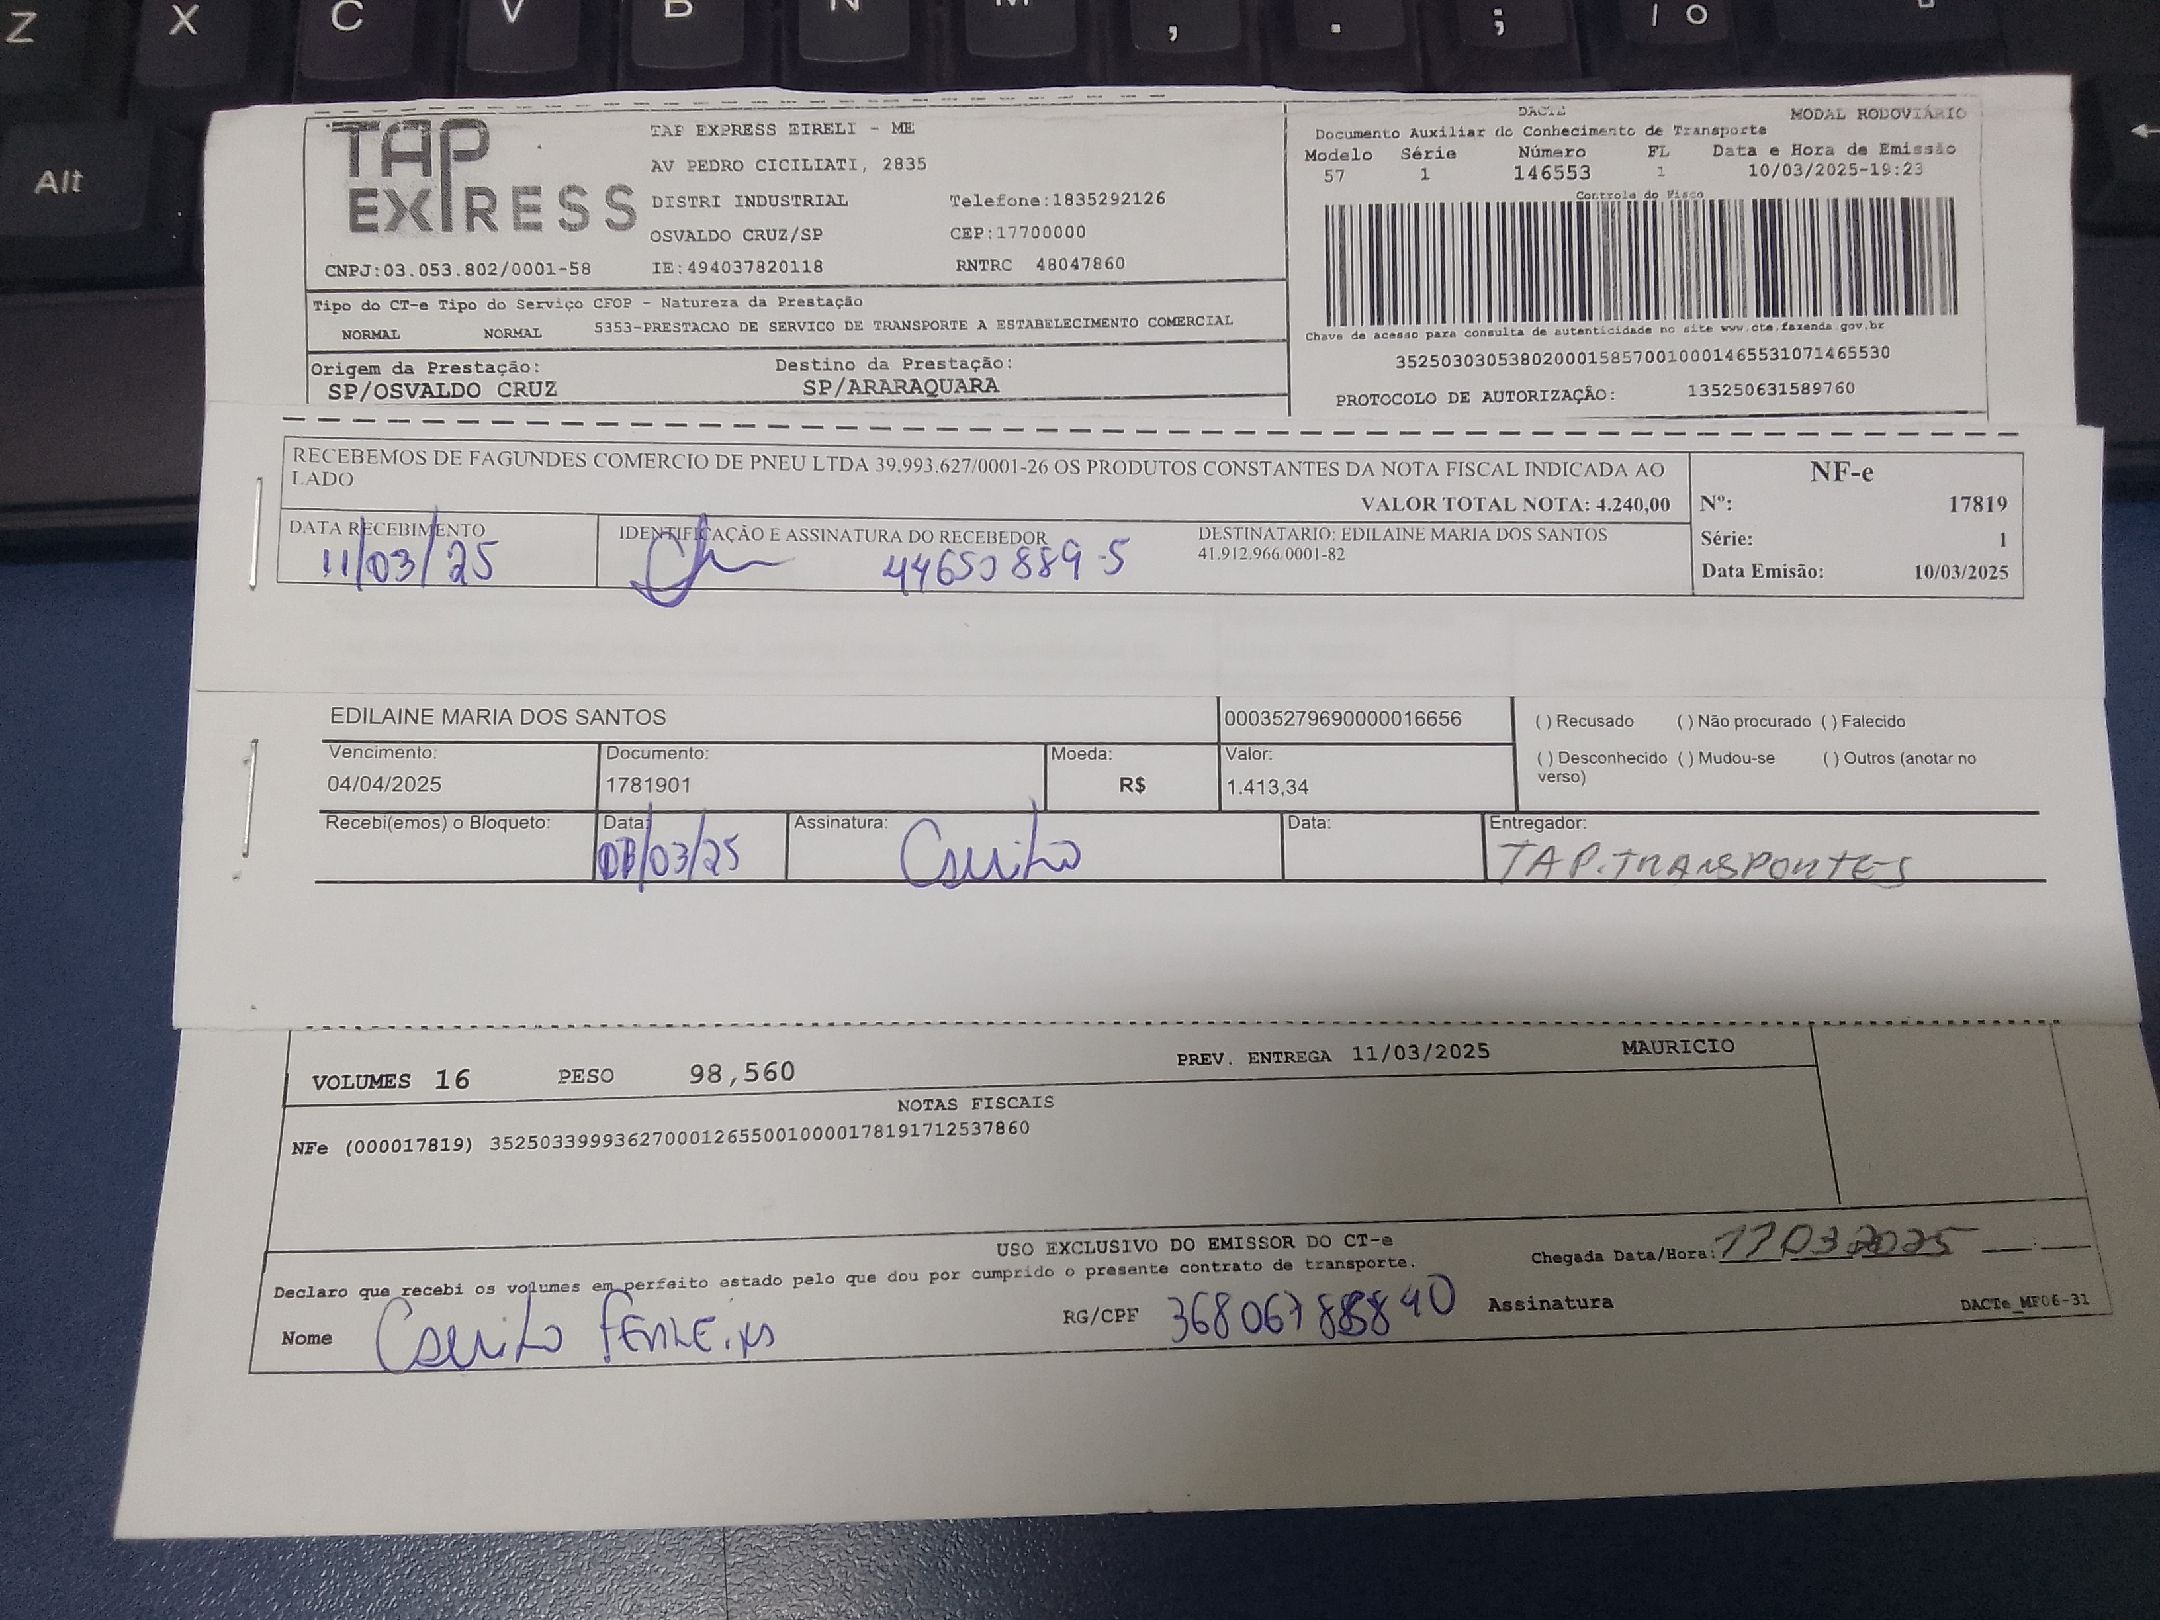 Z X C V B N M , . ; / O
Alt
TAP EXPRESS
TAP EXPRESS EIRELI - ME
AV PEDRO CICILIATI, 2835
DISTRI INDUSTRIAL Telefone:1835292126
OSVALDO CRUZ/SP CEP:17700000
CNPJ:03.053.802/0001-58 IE:494037820118 RNTRC 48047860
Tipo do CT-e Tipo do Serviço CFOP - Natureza da Prestação
NORMAL NORMAL 5353-PRESTACAO DE SERVICO DE TRANSPORTE A ESTABELECIMENTO COMERCIAL
Origem da Prestação: Destino da Prestação:
SP/OSVALDO CRUZ SP/ARARAQUARA
DACTE MODAL RODOVIÁRIO
Documento Auxiliar do Conhecimento de Transporte
Modelo Série Número FL Data e Hora de Emissão
57 1 146553 1 10/03/2025-19:23
Controle do Fisco
Chave de acesso para consulta de autenticidade no site www.cte.fazenda.gov.br
35250303053802000158570010001465531071465530
PROTOCOLO DE AUTORIZAÇÃO: 135250631589760
RECEBEMOS DE FAGUNDES COMERCIO DE PNEU LTDA 39.993.627/0001-26 OS PRODUTOS CONSTANTES DA NOTA FISCAL INDICADA AO
LADO
VALOR TOTAL NOTA: 4.240,00
DATA RECEBIMENTO IDENTIFICAÇÃO E ASSINATURA DO RECEBEDOR DESTINATÁRIO: EDILAINE MARIA DOS SANTOS
41.912.966/0001-82
11/03/25 44650889-5
NF-e
Nº: 17819
Série: 1
Data Emisão: 10/03/2025
EDILAINE MARIA DOS SANTOS 00035279690000016656
Vencimento: Documento: Moeda: Valor:
04/04/2025 1781901 R$ 1.413,34
( ) Recusado ( ) Não procurado ( ) Falecido
( ) Desconhecido ( ) Mudou-se ( ) Outros (anotar no
verso)
Recebi(emos) o Bloqueto: Data: Assinatura: Data: Entregador:
/03/25 TAP.TRANSPORTES
VOLUMES 16 PESO 98,560 PREV. ENTREGA 11/03/2025 MAURICIO
NOTAS FISCAIS
NFe (000017819) 35250339993627000126550010000178191712537860
USO EXCLUSIVO DO EMISSOR DO CT-e
Chegada Data/Hora: 032025 __:__
Declaro que recebi os volumes em perfeito estado pelo que dou por cumprido o presente contrato de transporte.
Nome RG/CPF Assinatura
DACTe_MF06-31